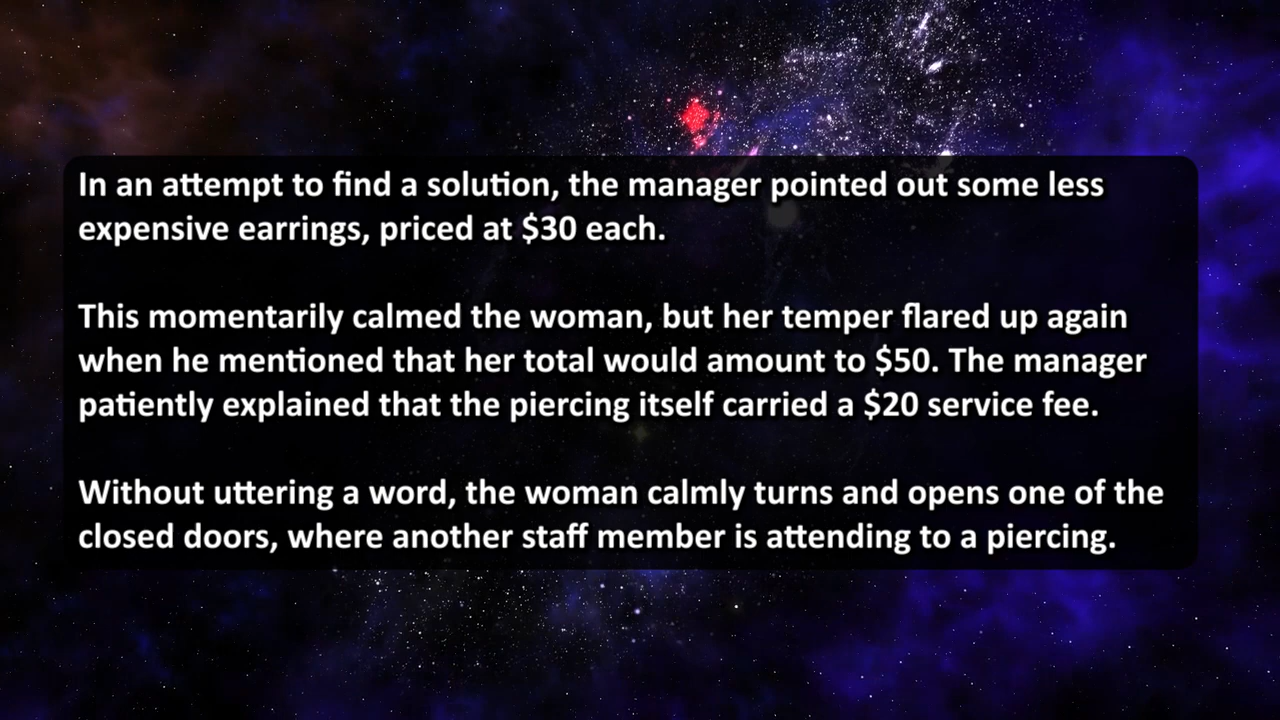 In an attempt to find a solution, the manager pointed out some less
expensive earrings, priced at $30 each.
This momentarily calmed the woman, but her temper flared up again
when he mentioned that her total would amount to $50. The manager
patiently explained that the piercing itself carried a $20 service fee.
Without uttering a word, the woman calmly turns and opens one of the
closed doors, where another staff member is attending to a piercing.